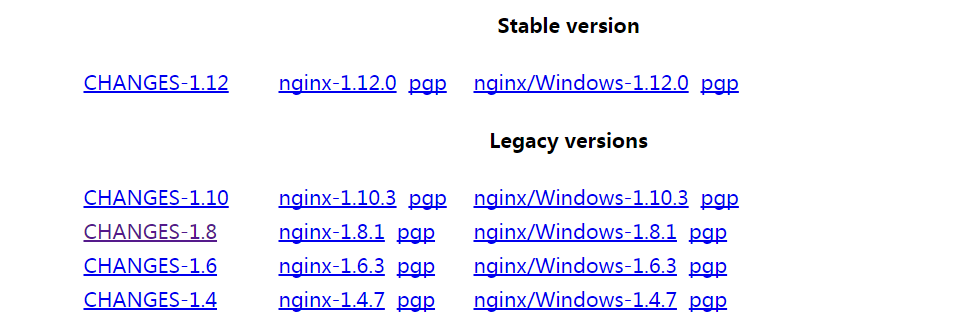 Stable version
CHANGES-1.12 nginx-1.12.0 pgp nginx/Windows-1.12.0 pgp
Legacy versions
CHANGES-1.10 nginx-1.10.3 pgp nginx/Windows-1.10.3 pgp
CHANGES-1.8 nginx-1.8.1 pgp nginx/Windows-1.8.1 pgp
CHANGES-1.6 nginx-1.6.3 pgp nginx/Windows-1.6.3 pgp
CHANGES-1.4 nginx-1.4.7 pgp nginx/Windows-1.4.7 pgp